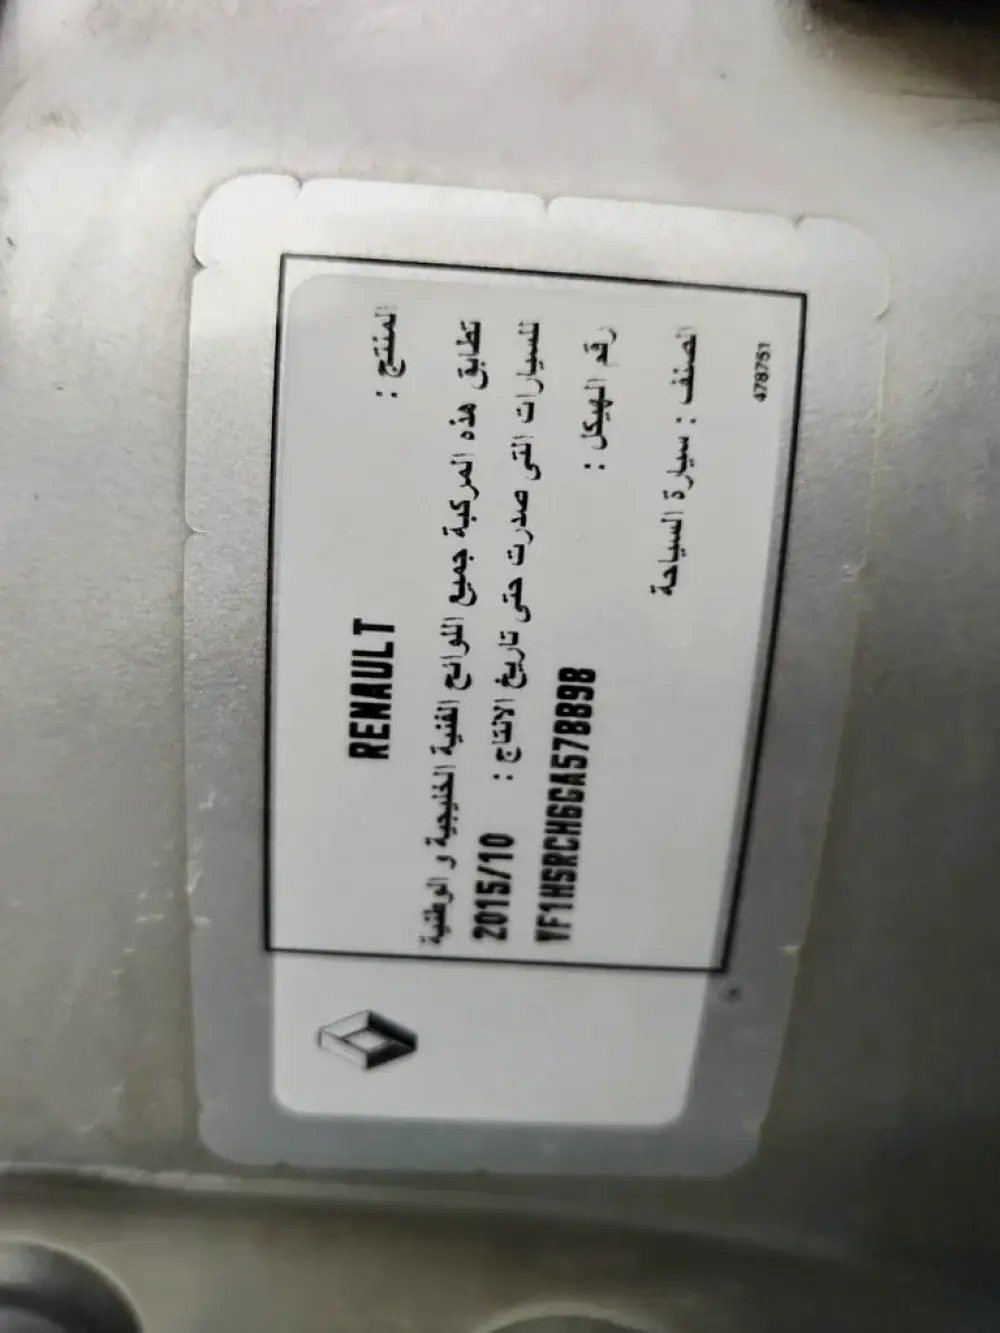 المنتج : RENAULT
تطابق هذه المركبة جميع اللوائح الفنية الخليجية و الوطنية
للسيارات التى صدرت حتى تاريخ الانتاج : 2015/10
رقم الهيكل : VF1HSRCH6GA578898
الصنف : سيارة السياحة
478751